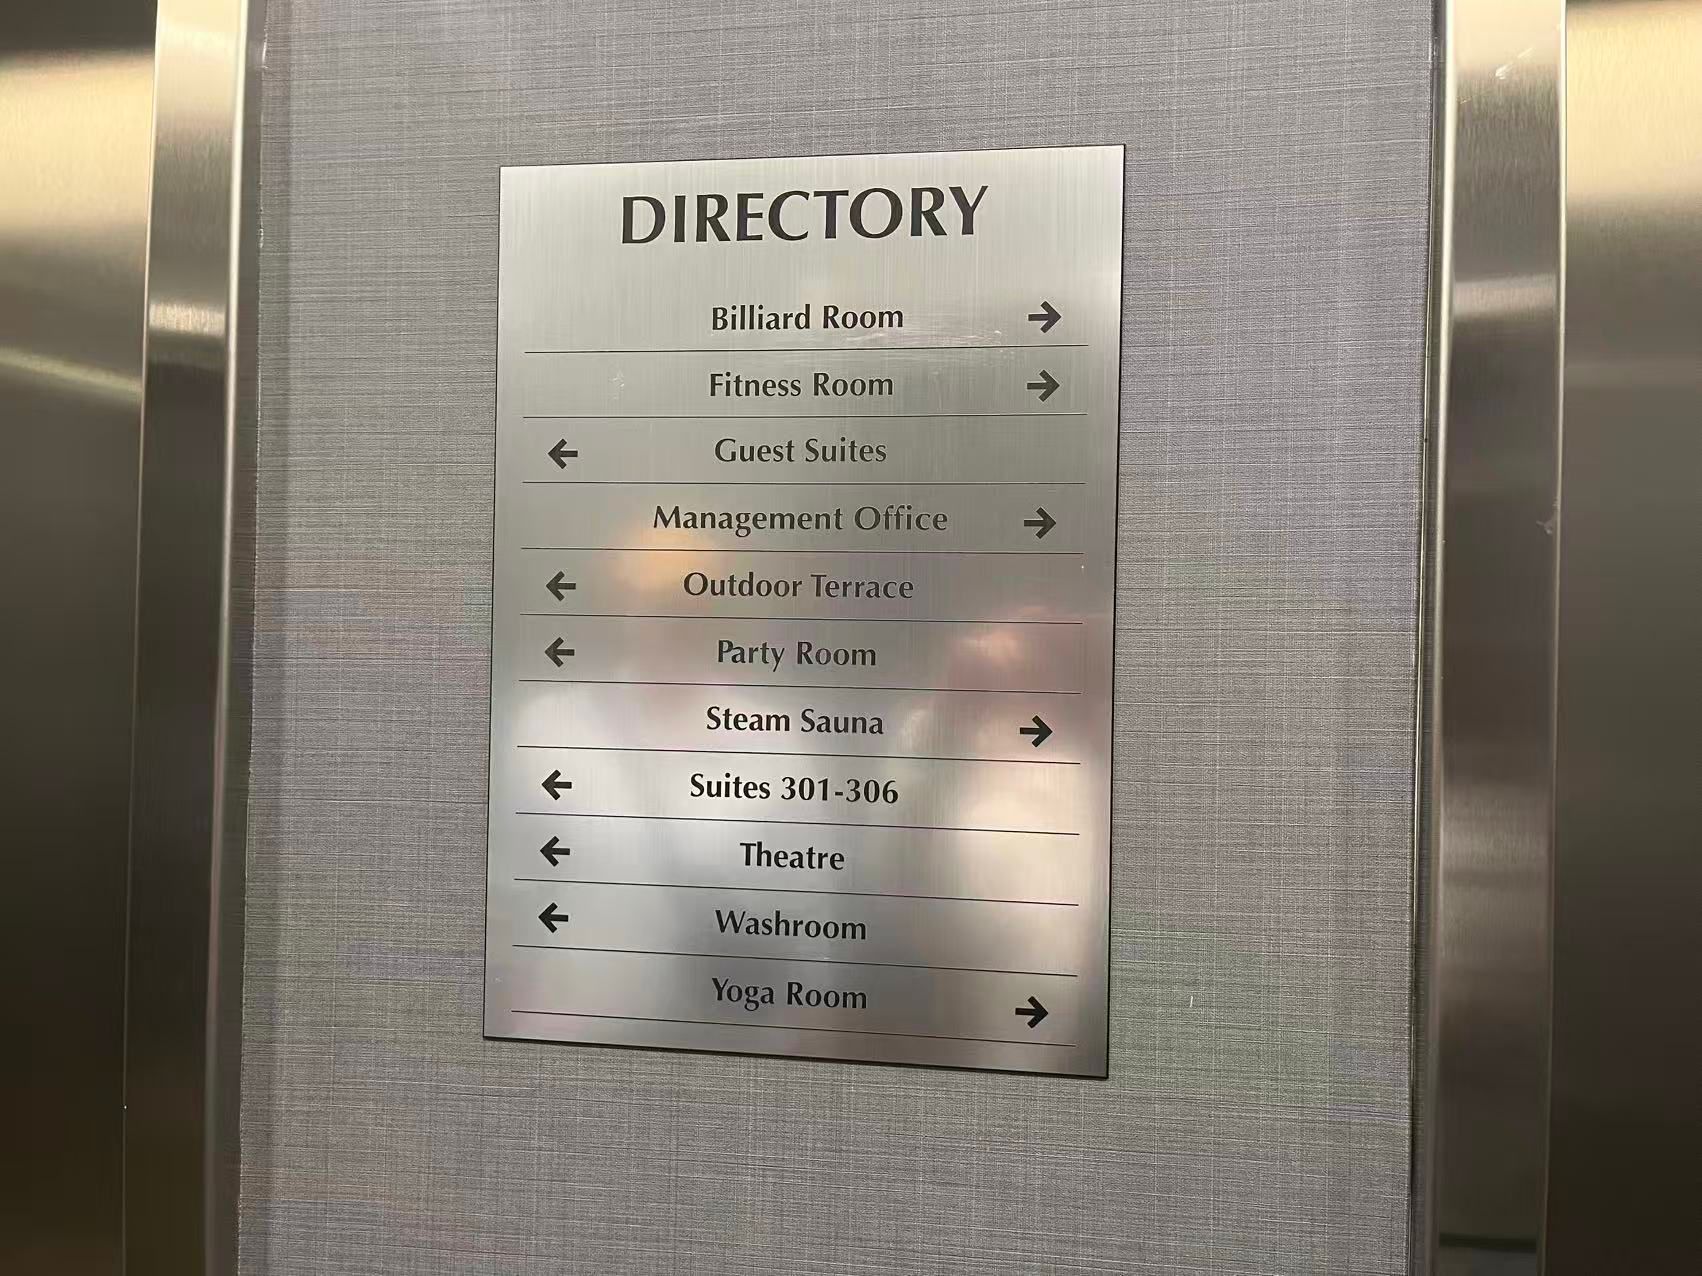 DIRECTORY
Billiard Room →
Fitness Room →
← Guest Suites
Management Office →
← Outdoor Terrace
← Party Room
Steam Sauna →
← Suites 301-306
← Theatre
← Washroom
Yoga Room →